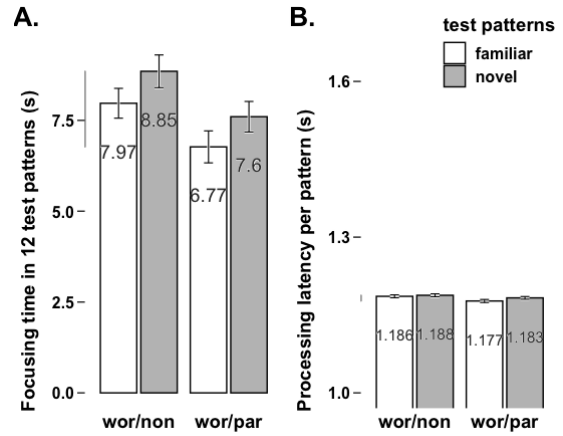 A.
Focusing time in 12 test patterns (s)
7.5
5.0
2.5
0.0
7.97
8.85
6.77
7.6
wor/non wor/par
B.
test patterns
familiar
novel
Processing latency per pattern (s)
1.6
1.3
1.0
1.186
1.188
1.177
1.183
wor/non wor/par